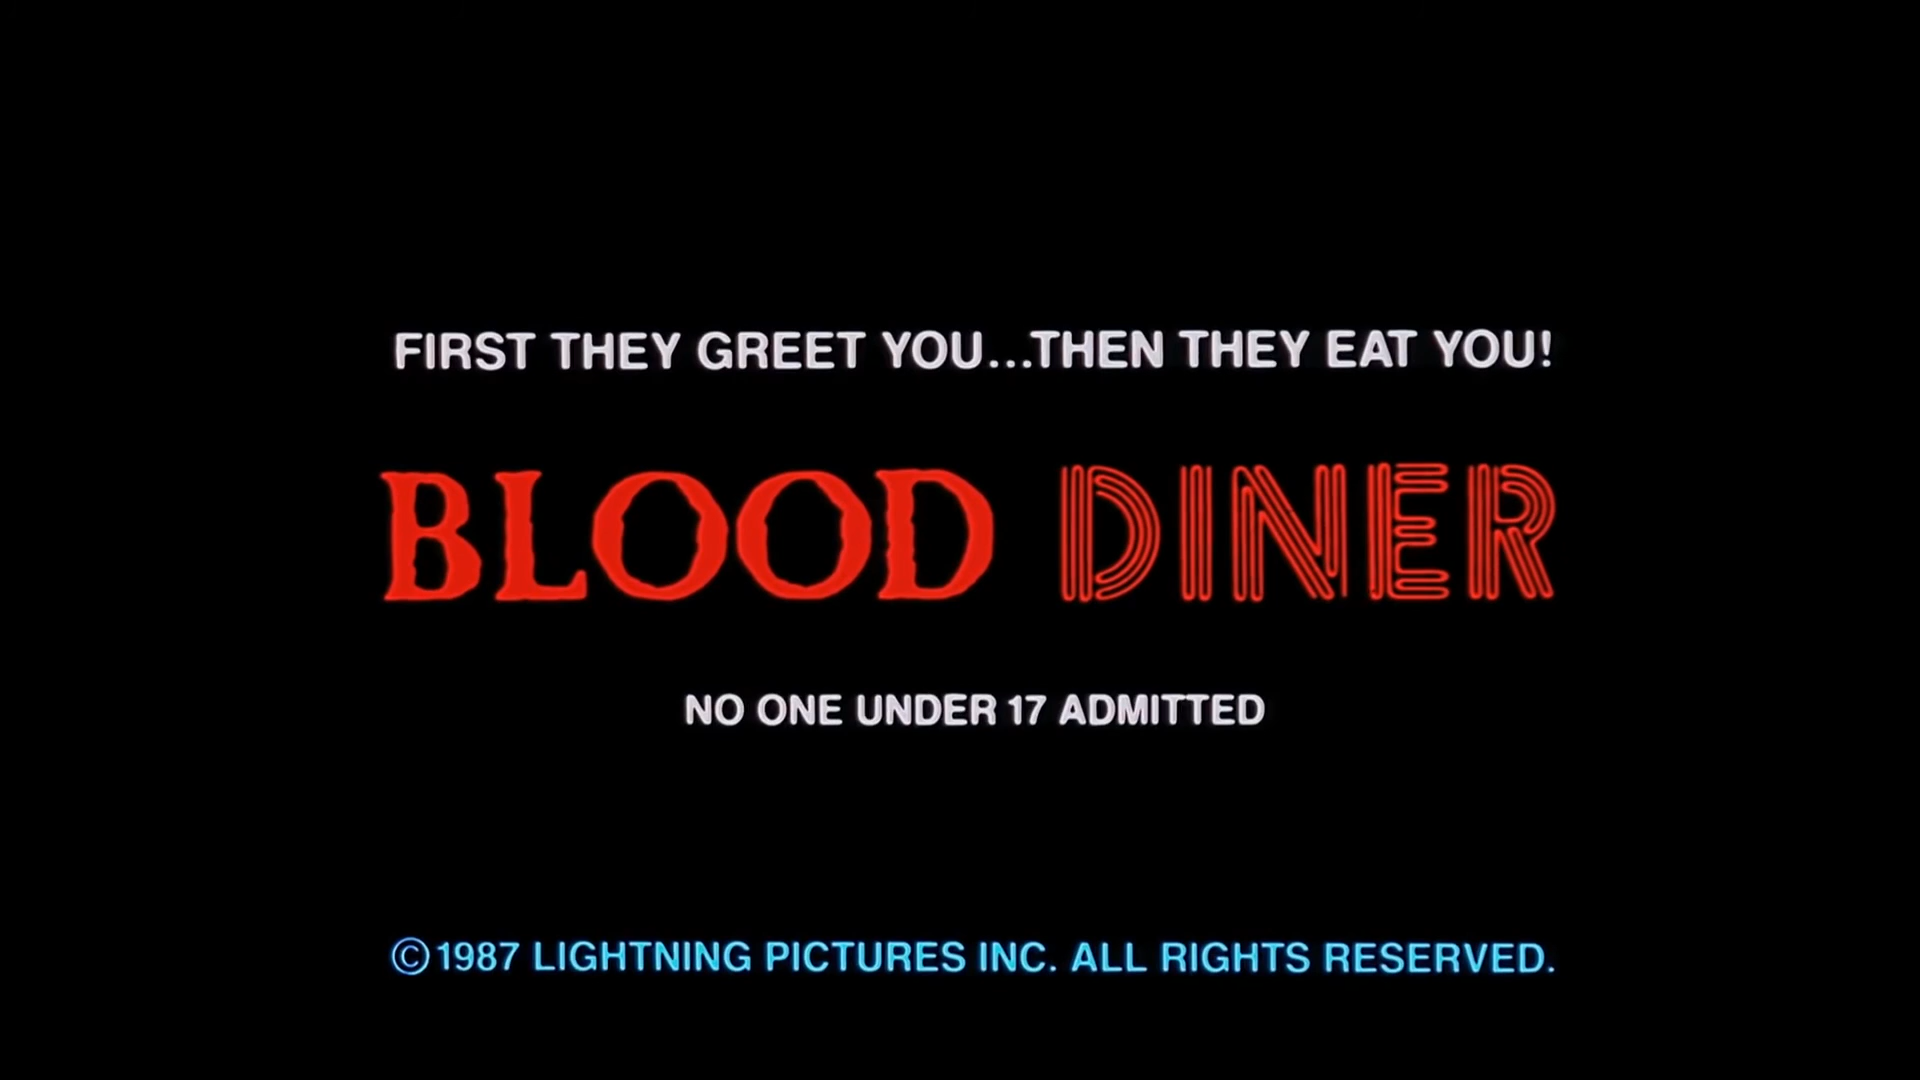 FIRST THEY GREET YOU...THEN THEY EAT YOU!
BLOOD DINER
NO ONE UNDER 17 ADMITTED
©1987 LIGHTNING PICTURES INC. ALL RIGHTS RESERVED.